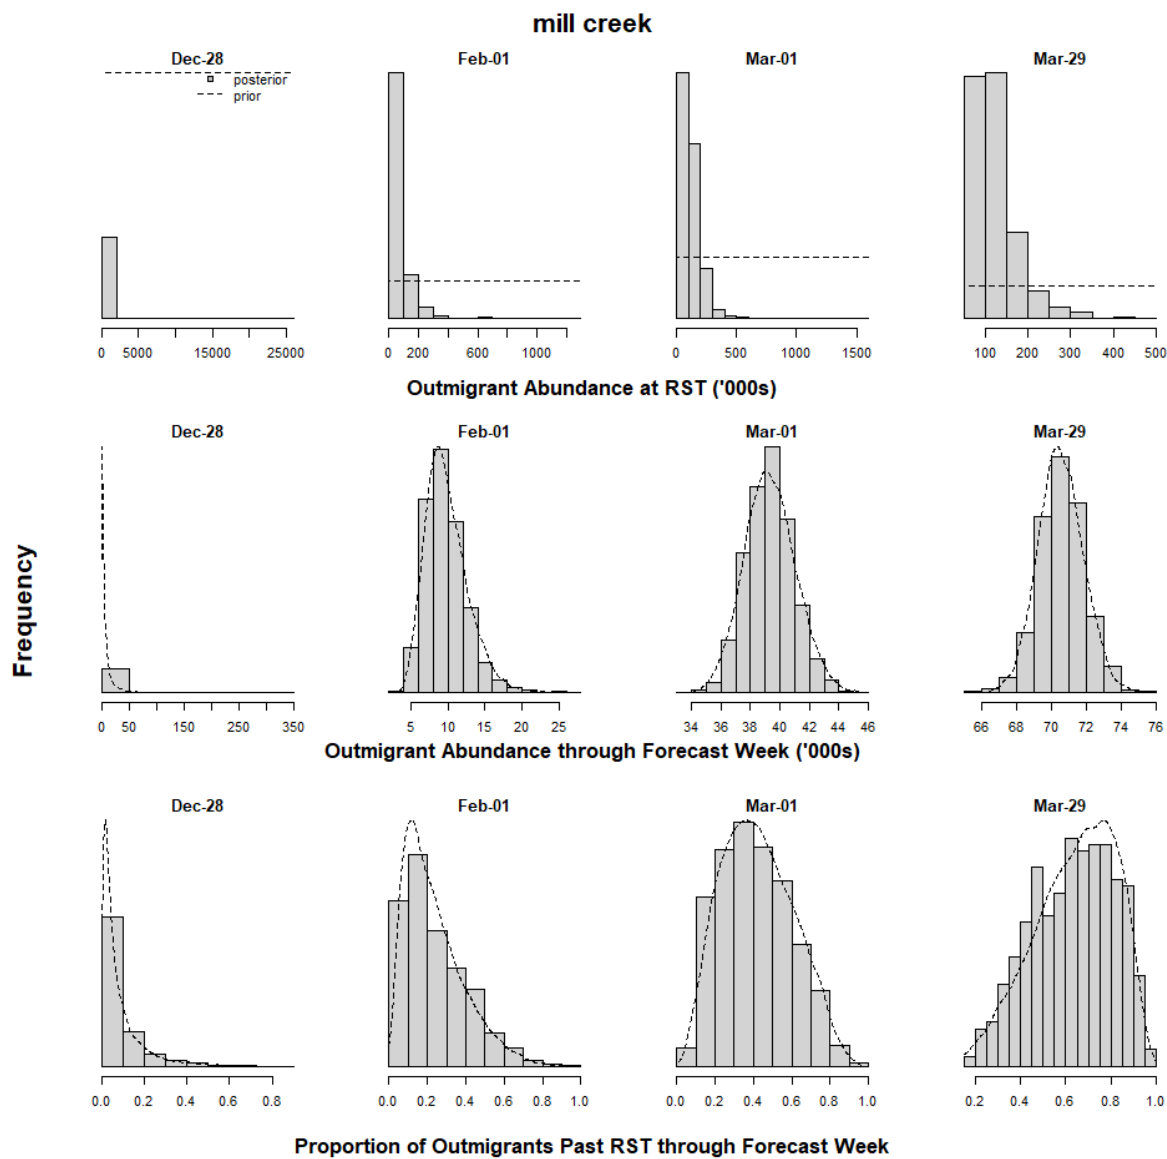 mill creek
Dec-28 Feb-01 Mar-01 Mar-29
posterior
prior
0 5000 15000 25000 0 200 600 1000 0 500 1000 1500 100 200 300 400 500
Outmigrant Abundance at RST ('000s)
Dec-28 Feb-01 Mar-01 Mar-29
Frequency
0 50 150 250 350 5 10 15 20 25 34 36 38 40 42 44 46 66 68 70 72 74 76
Outmigrant Abundance through Forecast Week ('000s)
Dec-28 Feb-01 Mar-01 Mar-29
0.0 0.2 0.4 0.6 0.8 0.0 0.2 0.4 0.6 0.8 1.0 0.0 0.2 0.4 0.6 0.8 1.0 0.2 0.4 0.6 0.8 1.0
Proportion of Outmigrants Past RST through Forecast Week